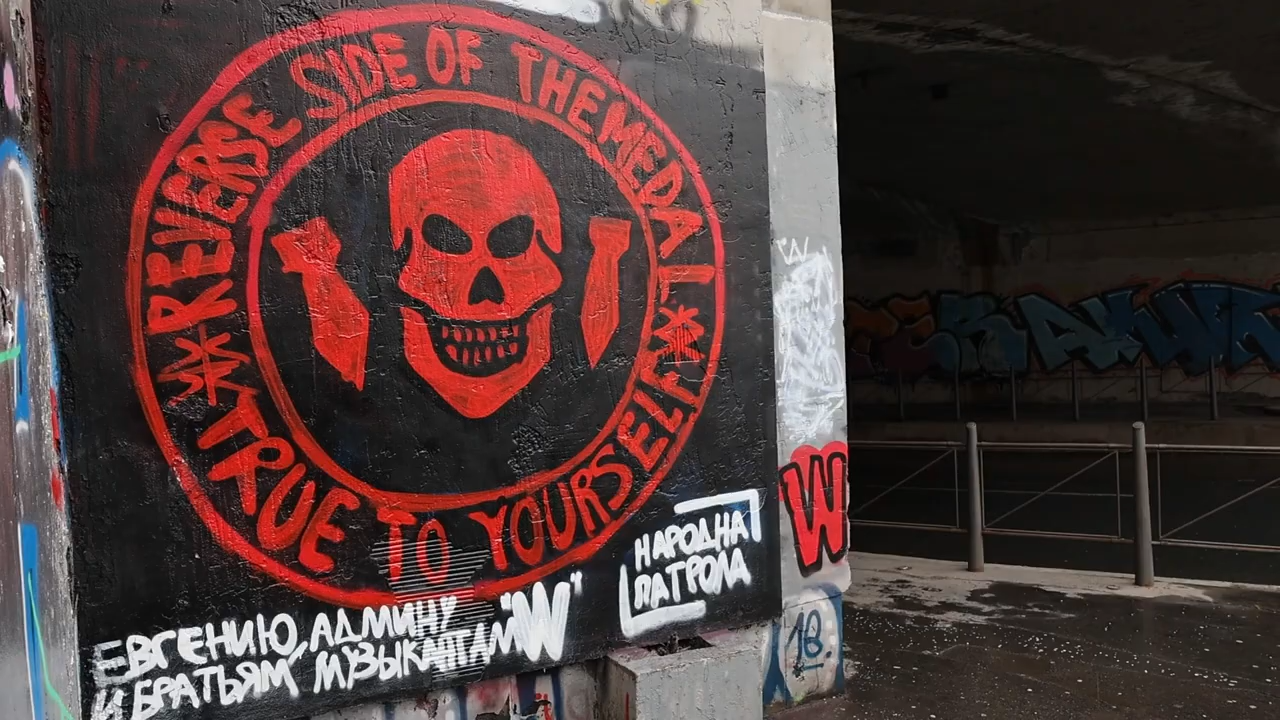 REVERSE SIDE OF THE MEDAL
TRUE TO YOURSELF
ЕВГЕНИЮ, АДМИНУ
И БРАТЬЯМ МУЗЫКАНТАМ "W"
НАРОДНА
ПАТРОЛА
W
18.